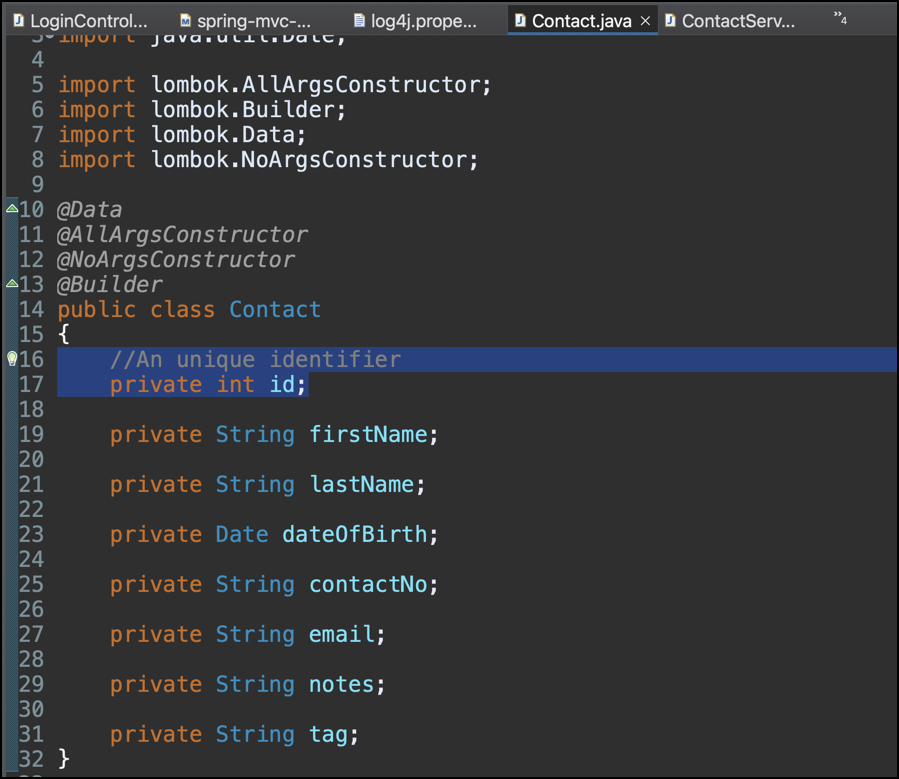 LoginControl... spring-mvc-... log4j.prope... Contact.java × ContactServ... »4
3 import java.util.Date;
4
5 import lombok.AllArgsConstructor;
6 import lombok.Builder;
7 import lombok.Data;
8 import lombok.NoArgsConstructor;
9
10 @Data
11 @AllArgsConstructor
12 @NoArgsConstructor
13 @Builder
14 public class Contact
15 {
16 //An unique identifier
17 private int id;
18
19 private String firstName;
20
21 private String lastName;
22
23 private Date dateOfBirth;
24
25 private String contactNo;
26
27 private String email;
28
29 private String notes;
30
31 private String tag;
32 }